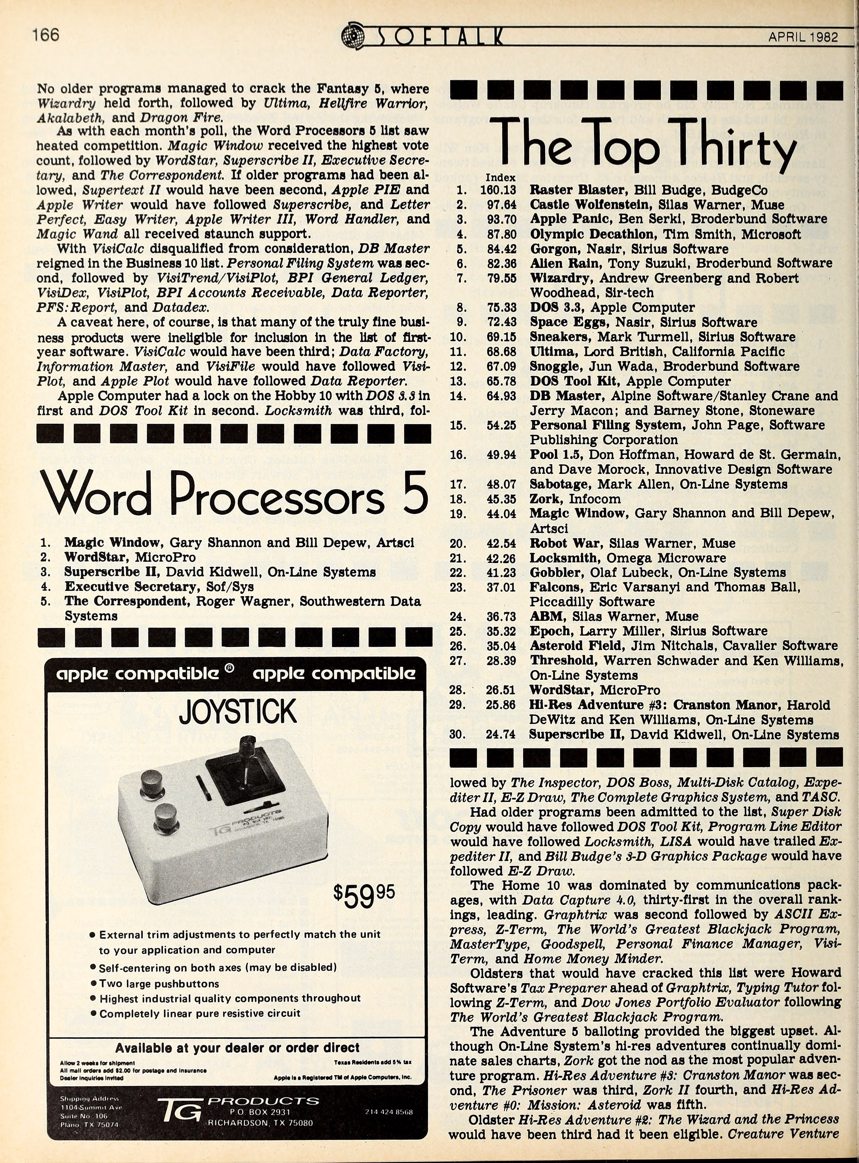 166
SOFTALK
APRIL 1982
No older programs managed to crack the Fantasy 5, where
Wizardry held forth, followed by Ultima, Hellfire Warrior,
Akalabeth, and Dragon Fire.
As with each month's poll, the Word Processors 5 list saw
heated competition. Magic Window received the highest vote
count, followed by WordStar, Superscribe II, Executive Secre-
tary, and The Correspondent. If older programs had been al-
lowed, Supertext II would have been second, Apple PIE and
Apple Writer would have followed Superscribe, and Letter
Perfect, Easy Writer, Apple Writer III, Word Handler, and
Magic Wand all received staunch support.
With VisiCalc disqualified from consideration, DB Master
reigned in the Business 10 list. Personal Filing System was sec-
ond, followed by VisiTrend/VisiPlot, BPI General Ledger,
VisiDex, VisiPlot, BPI Accounts Receivable, Data Reporter,
PFS:Report, and Datadex.
A caveat here, of course, is that many of the truly fine busi-
ness products were ineligible for inclusion in the list of first-
year software. VisiCalc would have been third; Data Factory,
Information Master, and VisiFile would have followed Visi-
Plot, and Apple Plot would have followed Data Reporter.
Apple Computer had a lock on the Hobby 10 with DOS 3.3 in
first and DOS Tool Kit in second. Locksmith was third, fol-
Word Processors 5
1. Magic Window, Gary Shannon and Bill Depew, Artsci
2. WordStar, MicroPro
3. Superscribe II, David Kidwell, On-Line Systems
4. Executive Secretary, Sof/Sys
5. The Correspondent, Roger Wagner, Southwestern Data
Systems
apple compatible ® apple compatible
JOYSTICK
TG PRODUCTS
$59 95
• External trim adjustments to perfectly match the unit
to your application and computer
• Self-centering on both axes (may be disabled)
• Two large pushbuttons
• Highest industrial quality components throughout
• Completely linear pure resistive circuit
Available at your dealer or order direct
Allow 2 weeks for shipment
All mail orders add $2.00 for postage and insurance
Dealer inquiries invited
Texas Residents add 5% tax
Apple is a Registered TM of Apple Computers, Inc.
Shipping Address
1104 Summit Ave
Suite No. 106
Plano, TX 75074
TG PRODUCTS
P.O. BOX 2931
RICHARDSON, TX 75080
214 424 8568
The Top Thirty
Index
1. 160.13 Raster Blaster, Bill Budge, BudgeCo
2. 97.64 Castle Wolfenstein, Silas Warner, Muse
3. 93.70 Apple Panic, Ben Serki, Broderbund Software
4. 87.80 Olympic Decathlon, Tim Smith, Microsoft
5. 84.42 Gorgon, Nasir, Sirius Software
6. 82.36 Alien Rain, Tony Suzuki, Broderbund Software
7. 79.55 Wizardry, Andrew Greenberg and Robert
Woodhead, Sir-tech
8. 75.33 DOS 3.3, Apple Computer
9. 72.43 Space Eggs, Nasir, Sirius Software
10. 69.15 Sneakers, Mark Turmell, Sirius Software
11. 68.68 Ultima, Lord British, California Pacific
12. 67.09 Snoggle, Jun Wada, Broderbund Software
13. 65.78 DOS Tool Kit, Apple Computer
14. 64.93 DB Master, Alpine Software/Stanley Crane and
Jerry Macon; and Barney Stone, Stoneware
15. 54.25 Personal Filing System, John Page, Software
Publishing Corporation
16. 49.94 Pool 1.5, Don Hoffman, Howard de St. Germain,
and Dave Morock, Innovative Design Software
17. 48.07 Sabotage, Mark Allen, On-Line Systems
18. 45.35 Zork, Infocom
19. 44.04 Magic Window, Gary Shannon and Bill Depew,
Artsci
20. 42.54 Robot War, Silas Warner, Muse
21. 42.26 Locksmith, Omega Microware
22. 41.23 Gobbler, Olaf Lubeck, On-Line Systems
23. 37.01 Falcons, Eric Varsanyi and Thomas Ball,
Piccadilly Software
24. 36.73 ABM, Silas Warner, Muse
25. 35.32 Epoch, Larry Miller, Sirius Software
26. 35.04 Asteroid Field, Jim Nitchals, Cavalier Software
27. 28.39 Threshold, Warren Schwader and Ken Williams,
On-Line Systems
28. 26.51 WordStar, MicroPro
29. 25.86 Hi-Res Adventure #3: Cranston Manor, Harold
DeWitz and Ken Williams, On-Line Systems
30. 24.74 Superscribe II, David Kidwell, On-Line Systems
lowed by The Inspector, DOS Boss, Multi-Disk Catalog, Expe-
diter II, E-Z Draw, The Complete Graphics System, and TASC.
Had older programs been admitted to the list, Super Disk
Copy would have followed DOS Tool Kit, Program Line Editor
would have followed Locksmith, LISA would have trailed Ex-
pediter II, and Bill Budge's 3-D Graphics Package would have
followed E-Z Draw.
The Home 10 was dominated by communications pack-
ages, with Data Capture 4.0, thirty-first in the overall rank-
ings, leading. Graphtrix was second followed by ASCII Ex-
press, Z-Term, The World's Greatest Blackjack Program,
MasterType, Goodspell, Personal Finance Manager, Visi-
Term, and Home Money Minder.
Oldsters that would have cracked this list were Howard
Software's Tax Preparer ahead of Graphtrix, Typing Tutor fol-
lowing Z-Term, and Dow Jones Portfolio Evaluator following
The World's Greatest Blackjack Program.
The Adventure 5 balloting provided the biggest upset. Al-
though On-Line System's hi-res adventures continually domi-
nate sales charts, Zork got the nod as the most popular adven-
ture program. Hi-Res Adventure #3: Cranston Manor was sec-
ond, The Prisoner was third, Zork II fourth, and Hi-Res Ad-
venture #0: Mission: Asteroid was fifth.
Oldster Hi-Res Adventure #2: The Wizard and the Princess
would have been third had it been eligible. Creature Venture